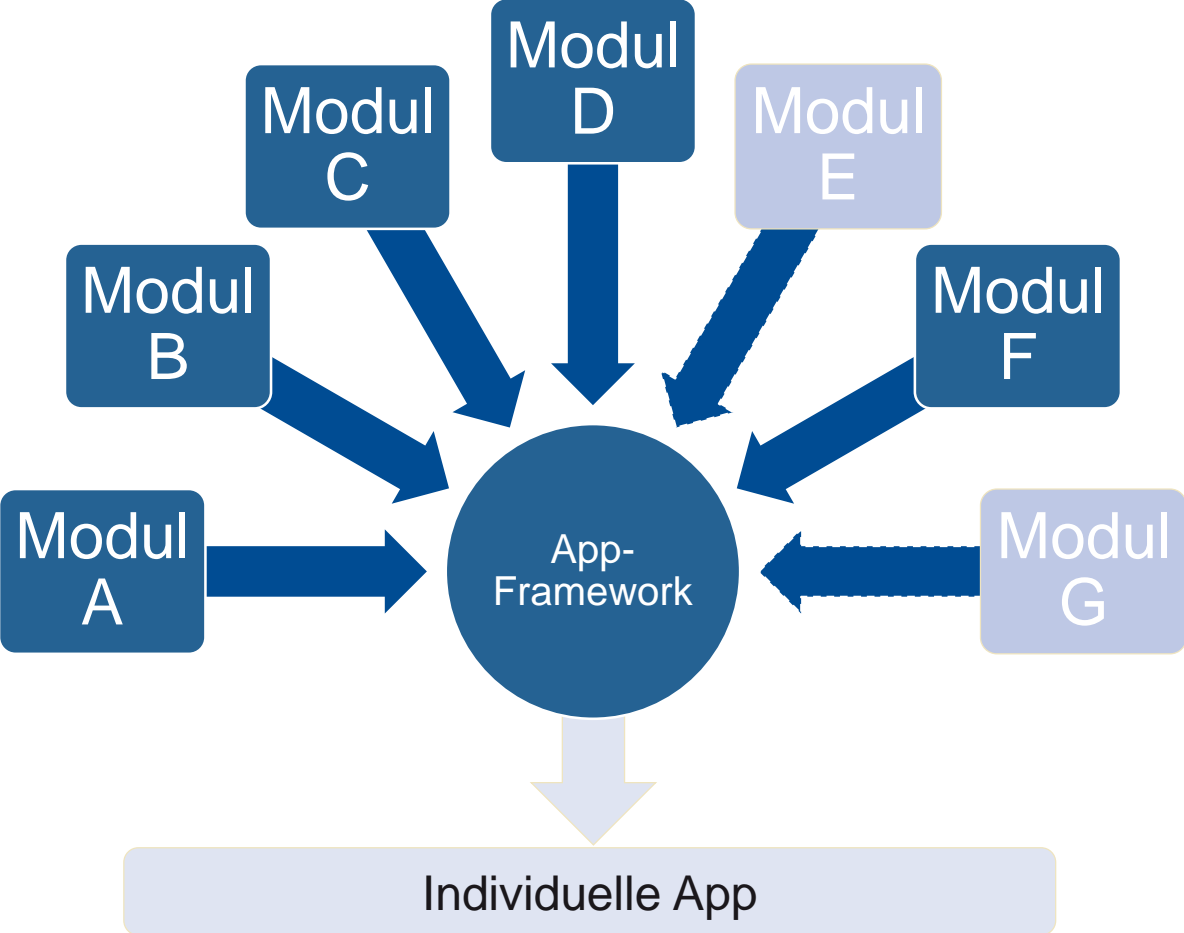 Modul
A
Modul
B
Modul
C
Modul
D
Modul
E
Modul
F
Modul
G
App-
Framework
Individuelle App